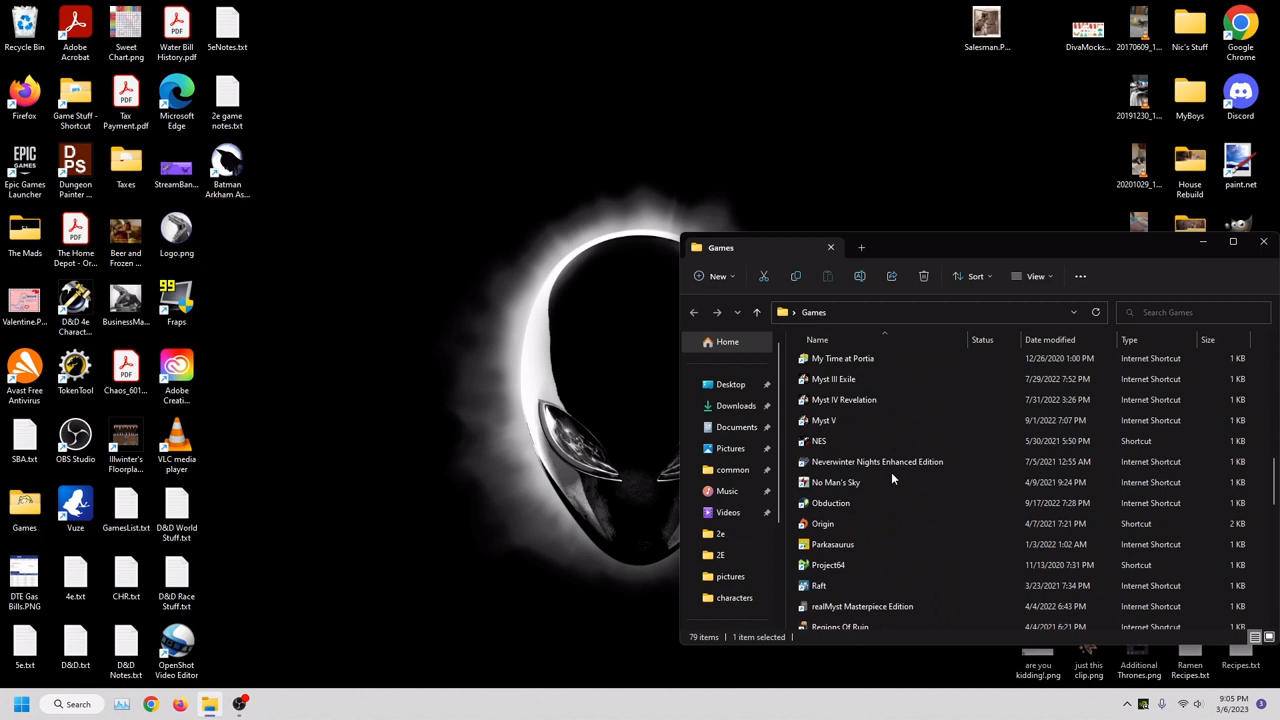 Recycle Bin
Adobe
Acrobat
Sweet
Chart.png
Water Bill
History.pdf
5eNotes.txt
Salesman.P...
DivaMocks...
20170609_1...
Nic's Stuff
Google
Chrome
Firefox
Game Stuff -
Shortcut
Tax
Payment.pdf
Microsoft
Edge
2e game
notes.txt
20191230_1...
MyBoys
Discord
Epic Games
Launcher
Dungeon
Painter ...
Taxes
StreamBan...
Batman
Arkham As...
20201029_1...
House
Rebuild
paint.net
The Mads
The Home
Depot - Or...
Beer and
Frozen ...
Logo.png
Valentine.P...
D&D 4e
Charact...
BusinessMa...
Fraps
Avast Free
Antivirus
TokenTool
Chaos_601...
Adobe
Creati...
SBA.txt
OBS Studio
Illwinter's
Floorpla...
VLC media
player
Games
Vuze
GamesList.txt
D&D World
Stuff.txt
DTE Gas
Bills.PNG
4e.txt
CHR.txt
D&D Race
Stuff.txt
5e.txt
D&D.txt
D&D
Notes.txt
OpenShot
Video Editor
Games
New
Sort
View
Games
Search Games
Home
Desktop
Downloads
Documents
Pictures
common
Music
Videos
2e
2E
pictures
characters
Name Status Date modified Type Size
My Time at Portia 12/26/2020 1:00 PM Internet Shortcut 1 KB
Myst III Exile 7/29/2022 7:52 PM Internet Shortcut 1 KB
Myst IV Revelation 7/31/2022 3:26 PM Internet Shortcut 1 KB
Myst V 9/1/2022 7:07 PM Internet Shortcut 1 KB
NES 5/30/2021 5:50 PM Shortcut 1 KB
Neverwinter Nights Enhanced Edition 7/5/2021 12:55 AM Internet Shortcut 1 KB
No Man's Sky 4/9/2021 9:24 PM Internet Shortcut 1 KB
Obduction 9/17/2022 7:28 PM Internet Shortcut 1 KB
Origin 4/7/2021 7:21 PM Shortcut 2 KB
Parkasaurus 1/3/2022 1:02 AM Internet Shortcut 1 KB
Project64 11/13/2020 7:31 PM Shortcut 1 KB
Raft 3/23/2021 7:34 PM Internet Shortcut 1 KB
realMyst Masterpiece Edition 4/4/2022 6:43 PM Internet Shortcut 1 KB
Regions Of Ruin 4/4/2021 6:21 PM Internet Shortcut 1 KB
79 items 1 item selected
are you
kidding!.png
just this
clip.png
Additional
Thrones.png
Ramen
Recipes.txt
Recipes.txt
Search
9:05 PM
3/6/2023
3